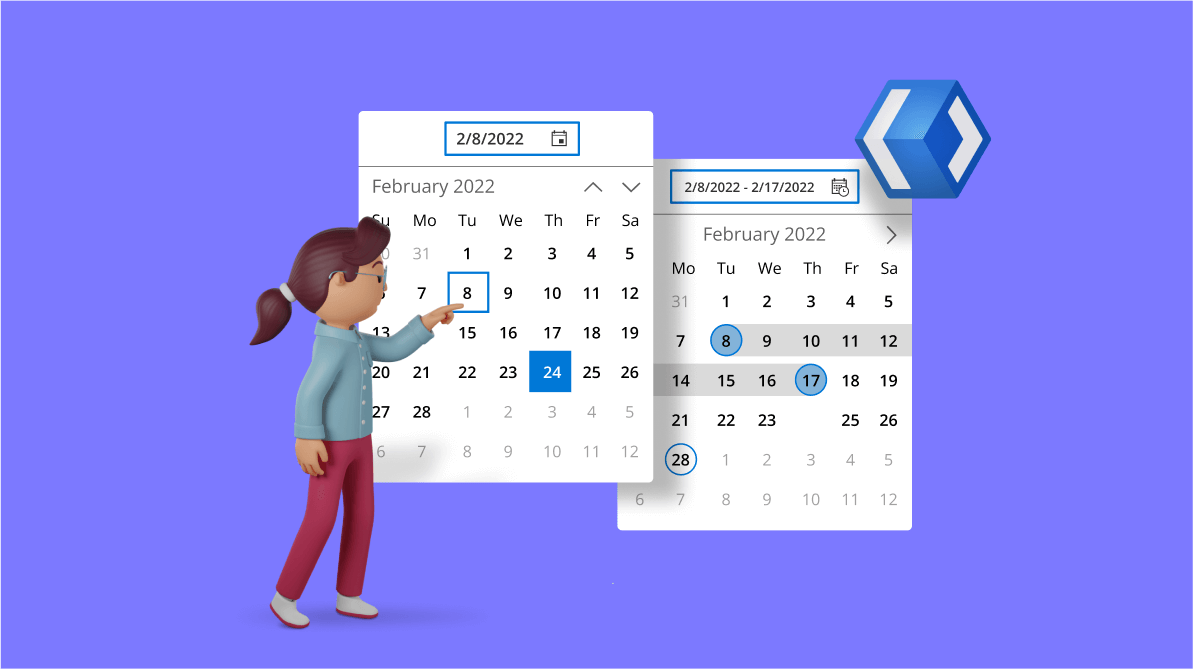 2/8/2022
February 2022
Su Mo Tu We Th Fr Sa
31 1 2 3 4 5
7 8 9 10 11 12
13 15 16 17 18 19
20 21 22 23 24 25 26
27 28 1 2 3 4 5
6 7 8 9 10 11 12
2/8/2022 - 2/17/2022
February 2022
Mo Tu We Th Fr Sa
31 1 2 3 4 5
7 8 9 10 11 12
14 15 16 17 18 19
21 22 23 25 26
28 1 2 3 4 5
6 7 8 9 10 11 12